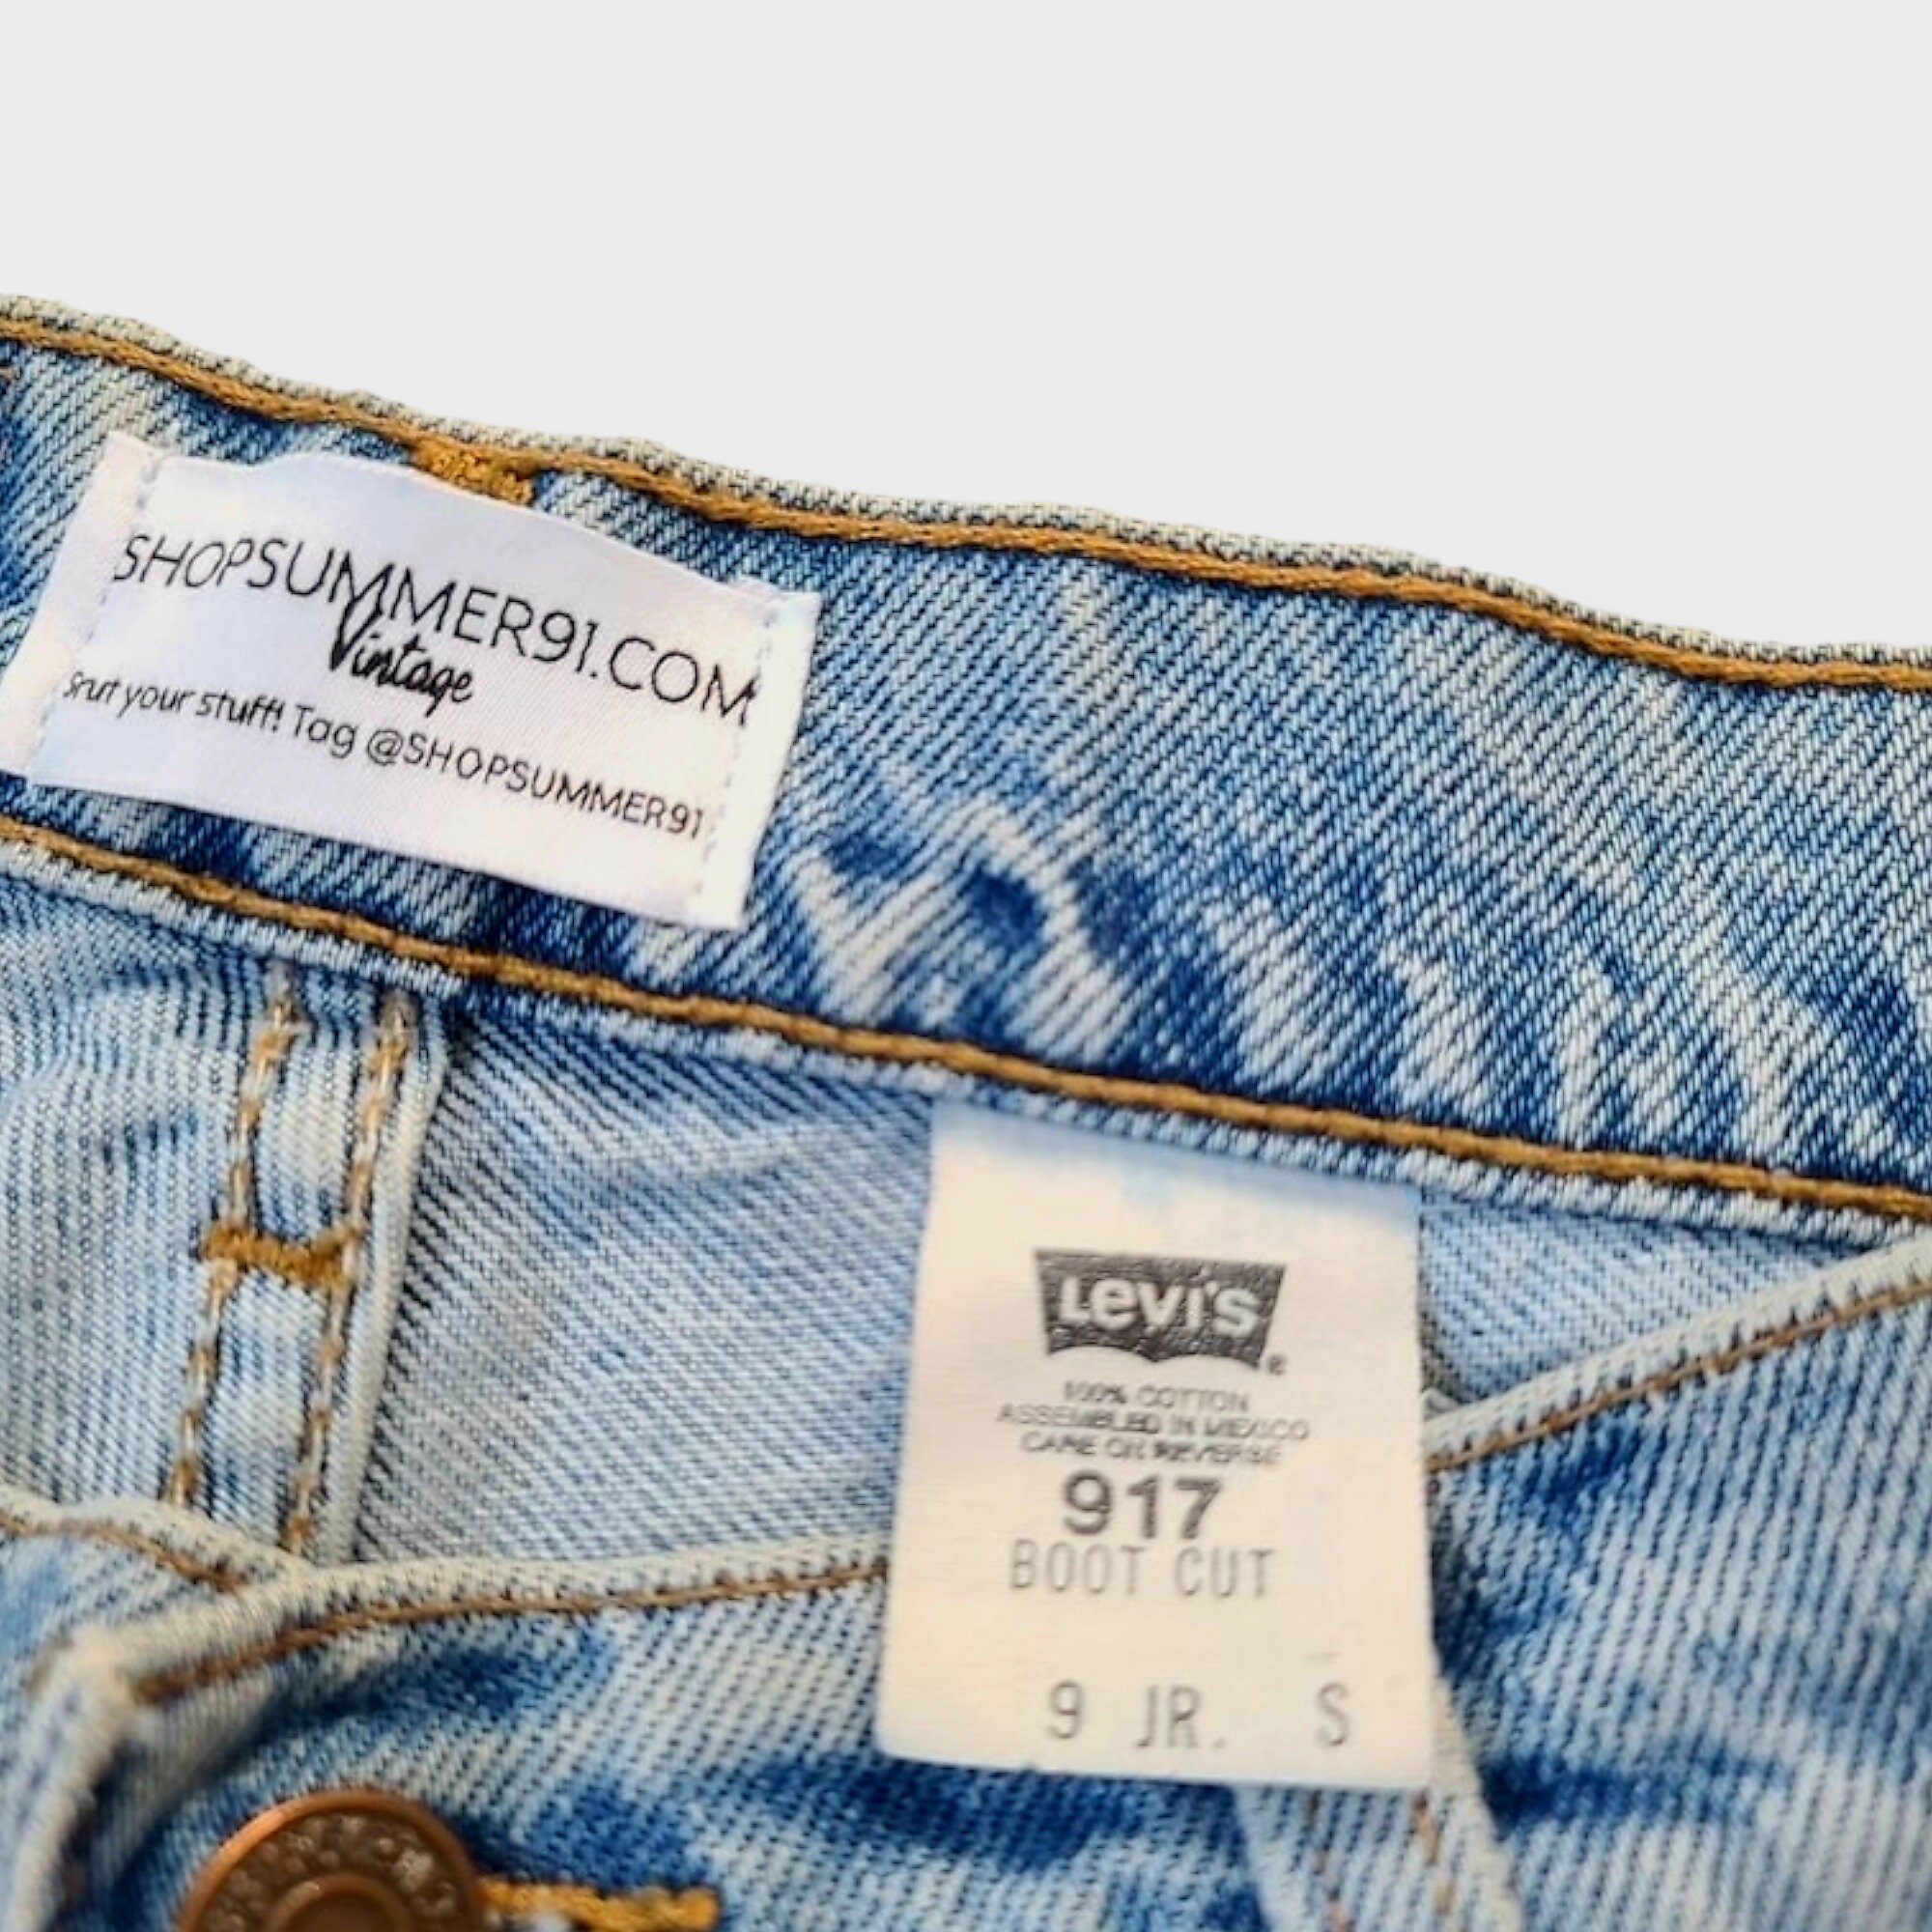 SHOPSUMMER91.COM
Vintage
Strut your stuff! Tag @SHOPSUMMER91
LEVI'S
100% COTTON
ASSEMBLED IN MEXICO
CARE ON REVERSE
917
BOOT CUT
9 JR. S